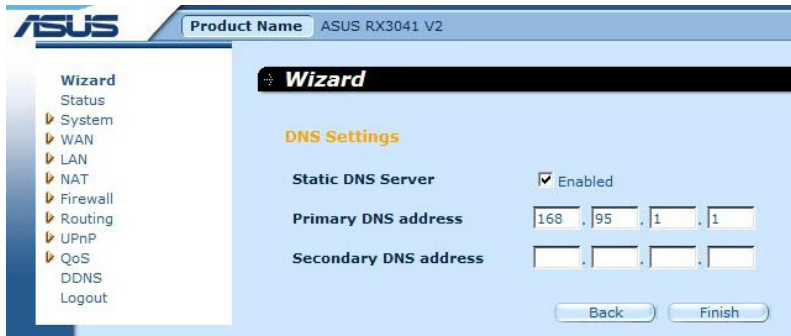 ASUS Product Name ASUS RX3041 V2
Wizard
Status
System
WAN
LAN
NAT
Firewall
Routing
UPnP
QoS
DDNS
Logout
Wizard
DNS Settings
Static DNS Server Enabled
Primary DNS address 168 . 95 . 1 . 1
Secondary DNS address . . .
Back Finish